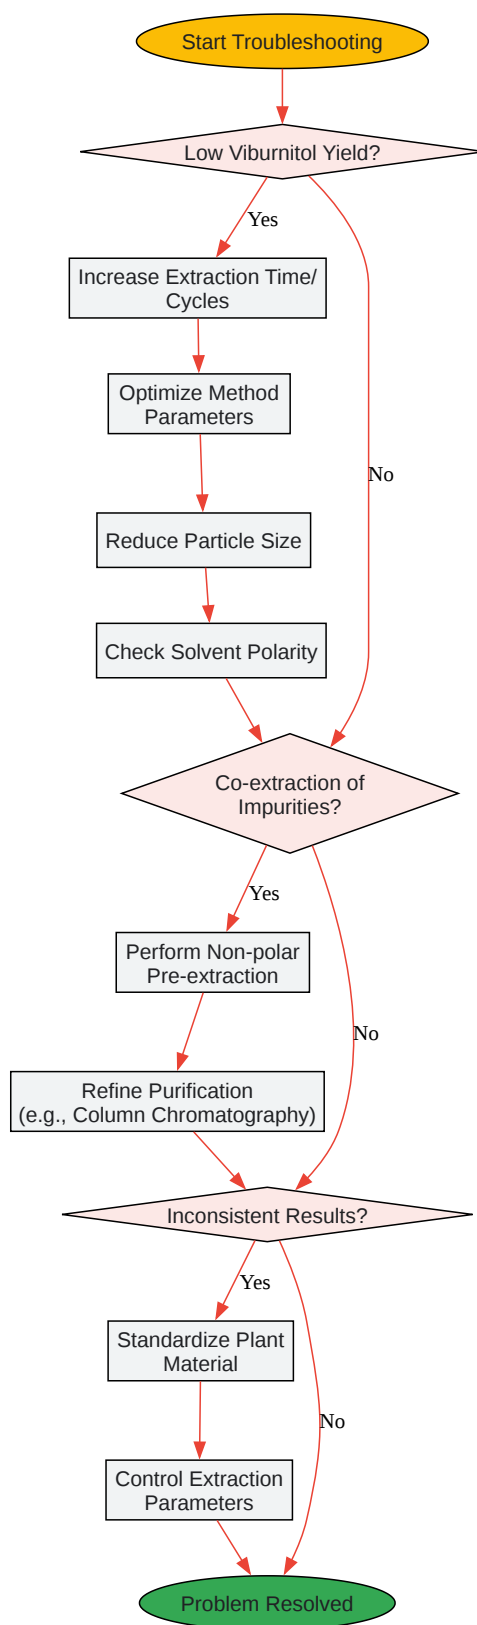 Start Troubleshooting
Low Viburnitol Yield?
Yes
Increase Extraction Time/
Cycles
Optimize Method
Parameters
No
Reduce Particle Size
Check Solvent Polarity
Co-extraction of
Impurities?
Yes
Perform Non-polar
Pre-extraction
No
Refine Purification
(e.g., Column Chromatography)
Inconsistent Results?
Yes
Standardize Plant
Material
No
Control Extraction
Parameters
Problem Resolved